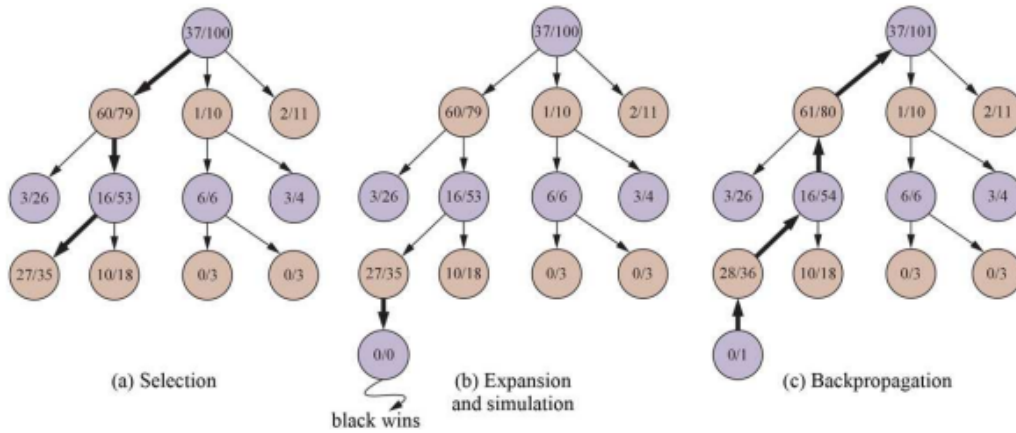 37/100
60/79 1/10 2/11
3/26 16/53 6/6 3/4
27/35 10/18 0/3 0/3
(a) Selection
37/100
60/79 1/10 2/11
3/26 16/53 6/6 3/4
27/35 10/18 0/3 0/3
0/0
black wins
(b) Expansion
and simulation
37/101
61/80 1/10 2/11
3/26 16/54 6/6 3/4
28/36 10/18 0/3 0/3
0/1
(c) Backpropagation